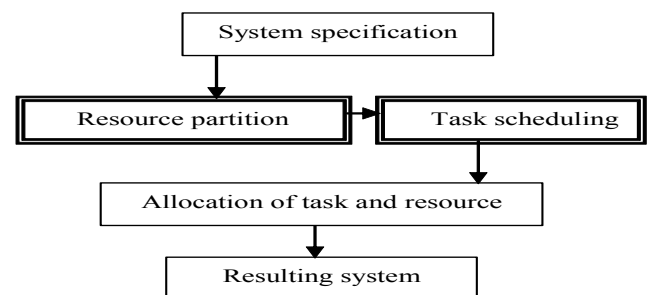 System specification
Resource partition
Task scheduling
Allocation of task and resource
Resulting system